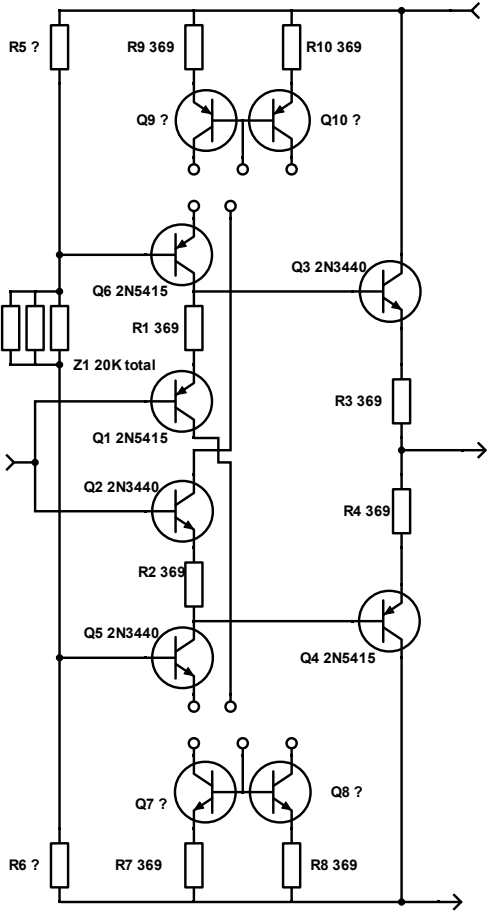 R5 ?
R9 369
R10 369
Q9 ?
Q10 ?
Q6 2N5415
Q3 2N3440
R1 369
Z1 20K total
R3 369
Q1 2N5415
Q2 2N3440
R4 369
R2 369
Q5 2N3440
Q4 2N5415
Q7 ?
Q8 ?
R6 ?
R7 369
R8 369